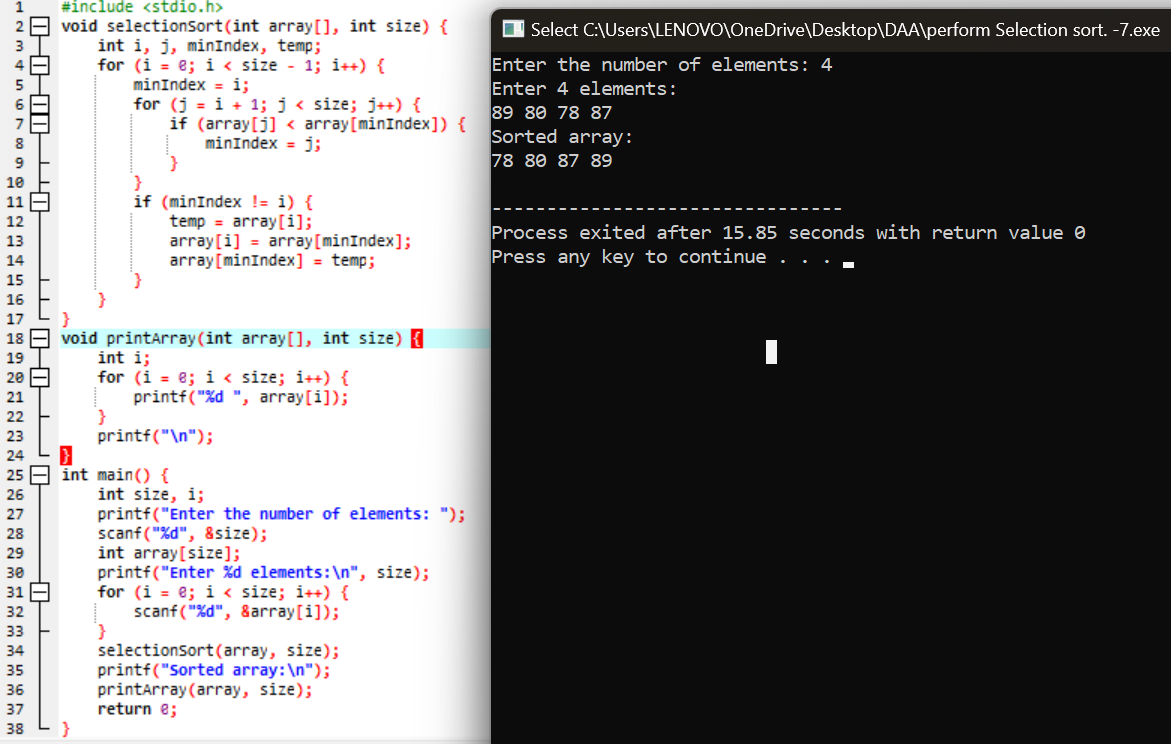 1 #include <stdio.h>
2 void selectionSort(int array[], int size) {
3 int i, j, minIndex, temp;
4 for (i = 0; i < size - 1; i++) {
5 minIndex = i;
6 for (j = i + 1; j < size; j++) {
7 if (array[j] < array[minIndex]) {
8 minIndex = j;
9 }
10 }
11 if (minIndex != i) {
12 temp = array[i];
13 array[i] = array[minIndex];
14 array[minIndex] = temp;
15 }
16 }
17 }
18 void printArray(int array[], int size) {
19 int i;
20 for (i = 0; i < size; i++) {
21 printf("%d ", array[i]);
22 }
23 printf("\n");
24 }
25 int main() {
26 int size, i;
27 printf("Enter the number of elements: ");
28 scanf("%d", &size);
29 int array[size];
30 printf("Enter %d elements:\n", size);
31 for (i = 0; i < size; i++) {
32 scanf("%d", &array[i]);
33 }
34 selectionSort(array, size);
35 printf("Sorted array:\n");
36 printArray(array, size);
37 return 0;
38 }
Select C:\Users\LENOVO\OneDrive\Desktop\DAA\perform Selection sort. -7.exe
Enter the number of elements: 4
Enter 4 elements:
89 80 78 87
Sorted array:
78 80 87 89
--------------------------------
Process exited after 15.85 seconds with return value 0
Press any key to continue . . .